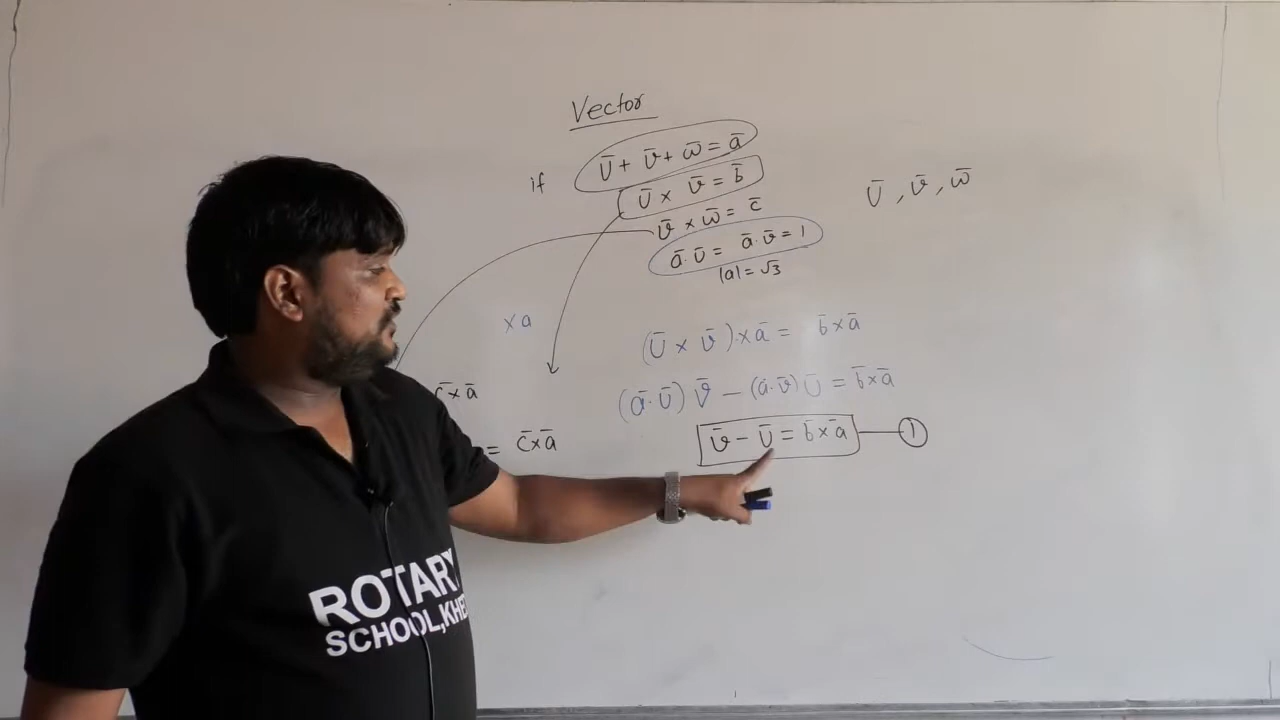 Vector
if
Ū + v̄ + w̄ = ā
Ū × v̄ = b̄
v̄ × w̄ = c̄
ā·Ū = ā·v̄ = 1
|a| = √3
Ū , v̄ , w̄
×a
(Ū × v̄) × ā = b̄ × ā
(ā·Ū) v̄ − (ā·v̄) Ū = b̄ × ā
v̄ − Ū = b̄ × ā
1
c̄ × ā
= c̄ × ā
ROTARY
SCHOOL, KHE